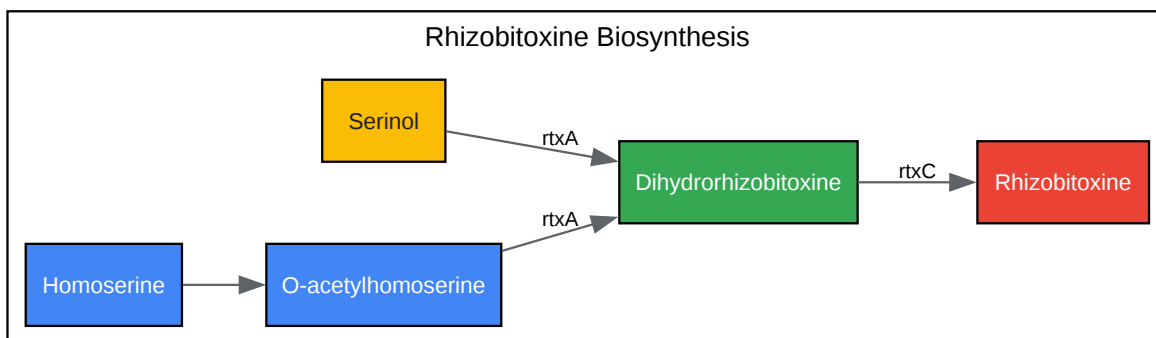 Rhizobitoxine Biosynthesis
Serinol
rtxA
Dihydrorhizobitoxine
rtxC
Rhizobitoxine
rtxA
Homoserine
O-acetylhomoserine